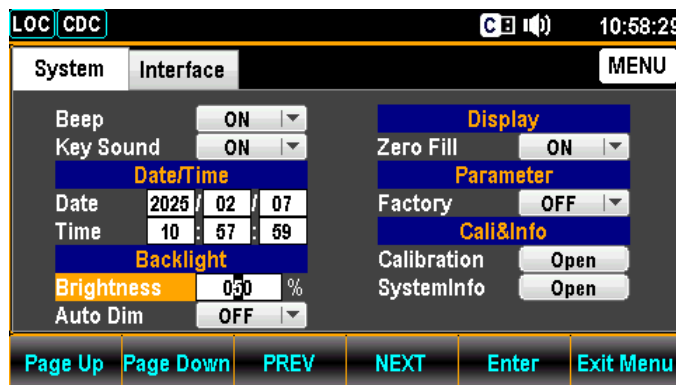 LOC CDC C 10:58:29
System Interface MENU
Beep ON
Key Sound ON
Date/Time
Date 2025 / 02 / 07
Time 10 : 57 : 59
Backlight
Brightness 050 %
Auto Dim OFF
Display
Zero Fill ON
Parameter
Factory OFF
Cali&Info
Calibration Open
SystemInfo Open
Page Up Page Down PREV NEXT Enter Exit Menu